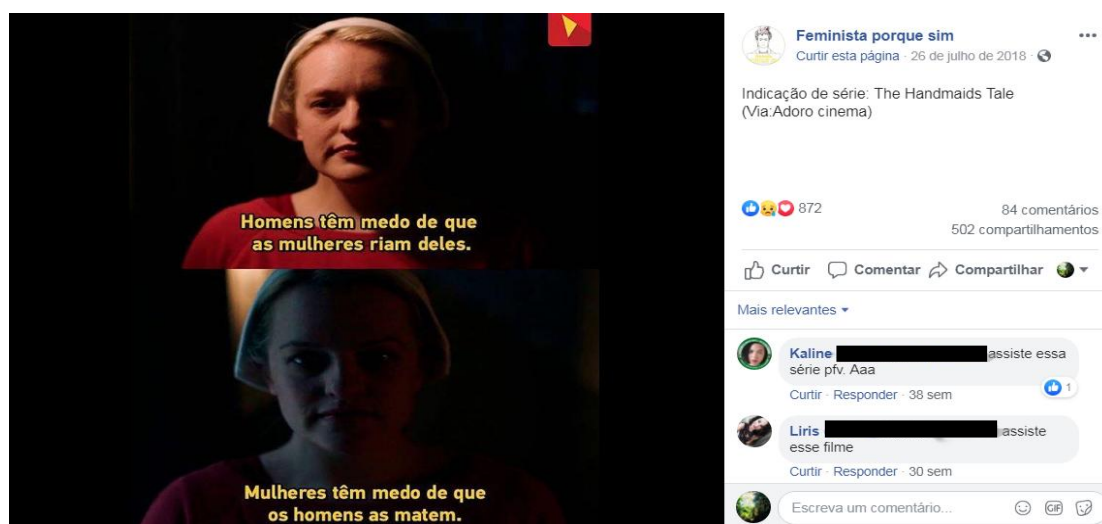 Homens têm medo de que
as mulheres riam deles.
Mulheres têm medo de que
os homens as matem.
Feminista porque sim
Curtir esta página · 26 de julho de 2018 ·
Indicação de série: The Handmaids Tale
(Via:Adoro cinema)
872
84 comentários
502 compartilhamentos
Curtir Comentar Compartilhar
Mais relevantes
Kaline assiste essa
série pfv. Aaa
1
Curtir · Responder · 38 sem
Liris assiste
esse filme
Curtir · Responder · 30 sem
Escreva um comentário... GIF